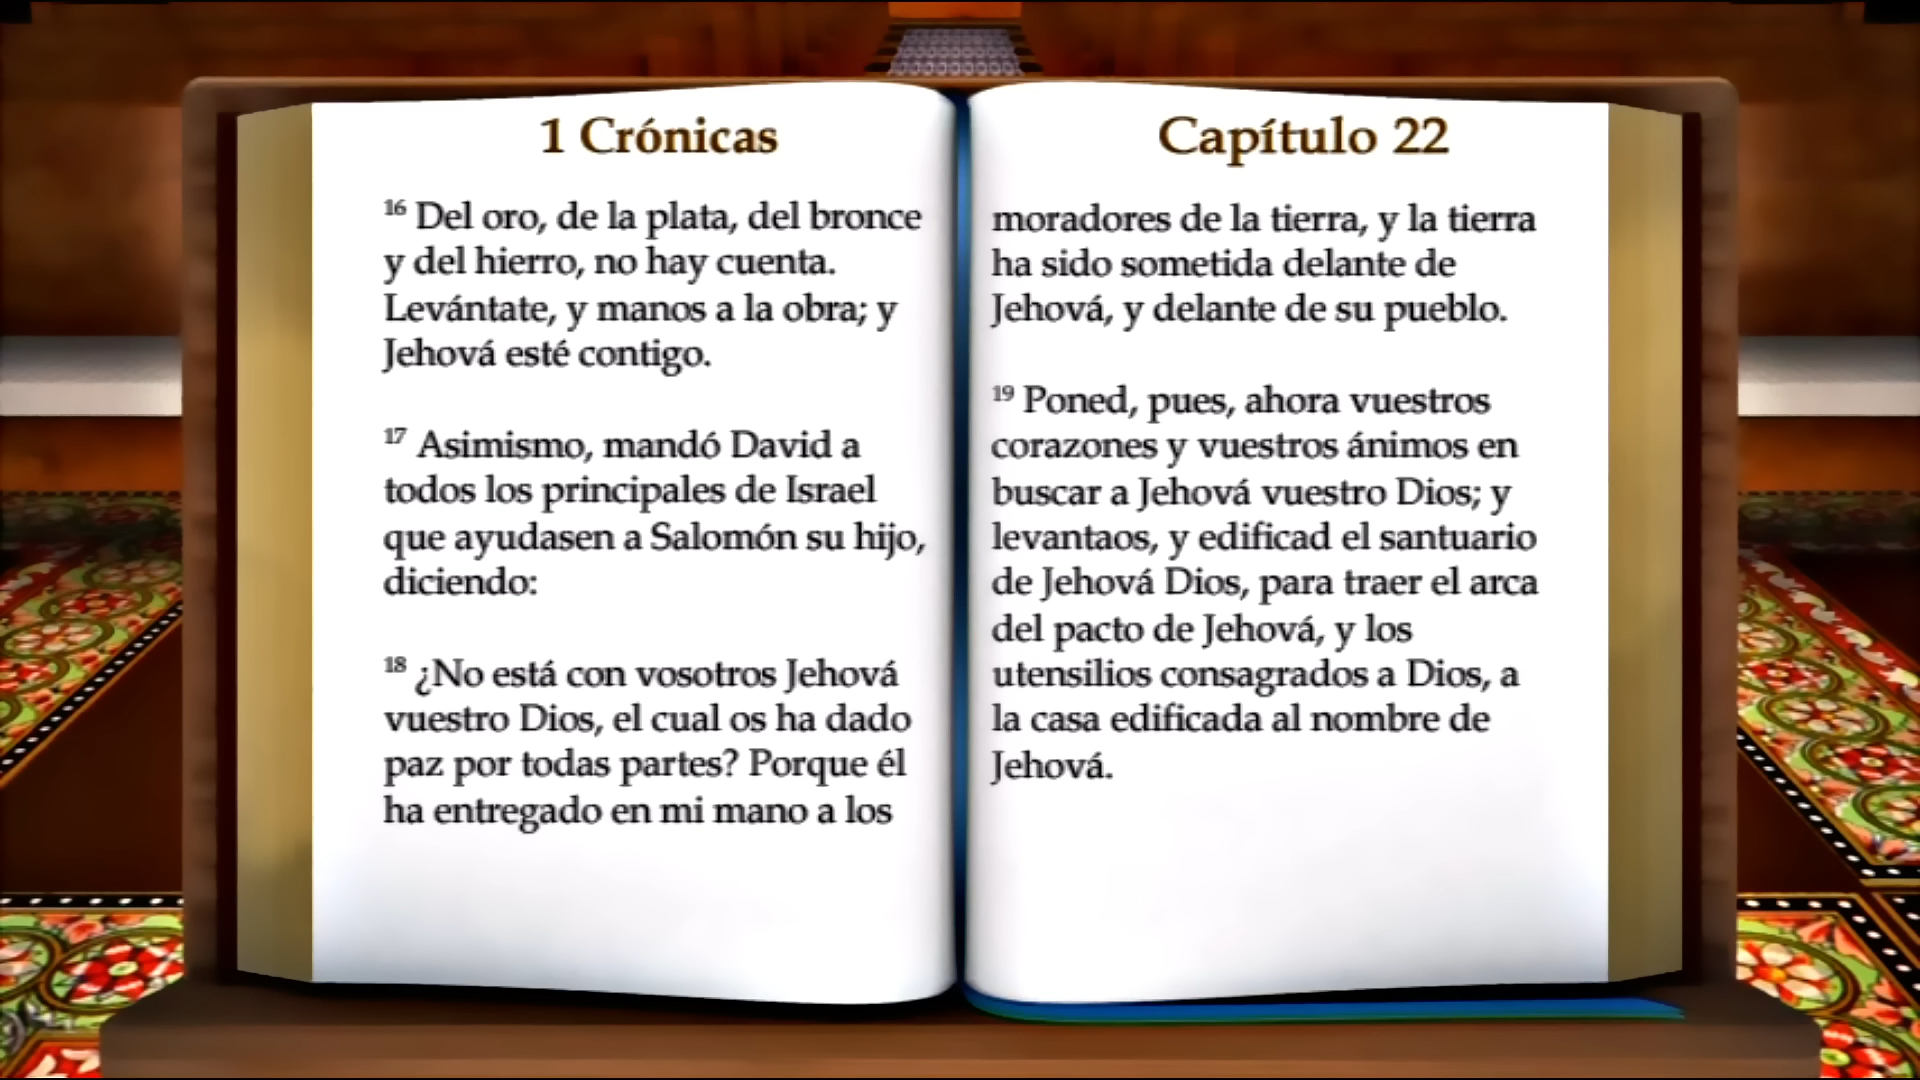 1 Crónicas
16 Del oro, de la plata, del bronce
y del hierro, no hay cuenta.
Levántate, y manos a la obra; y
Jehová esté contigo.
17 Asimismo, mandó David a
todos los principales de Israel
que ayudasen a Salomón su hijo,
diciendo:
18 ¿No está con vosotros Jehová
vuestro Dios, el cual os ha dado
paz por todas partes? Porque él
ha entregado en mi mano a los
Capítulo 22
moradores de la tierra, y la tierra
ha sido sometida delante de
Jehová, y delante de su pueblo.
19 Poned, pues, ahora vuestros
corazones y vuestros ánimos en
buscar a Jehová vuestro Dios; y
levantaos, y edificad el santuario
de Jehová Dios, para traer el arca
del pacto de Jehová, y los
utensilios consagrados a Dios, a
la casa edificada al nombre de
Jehová.